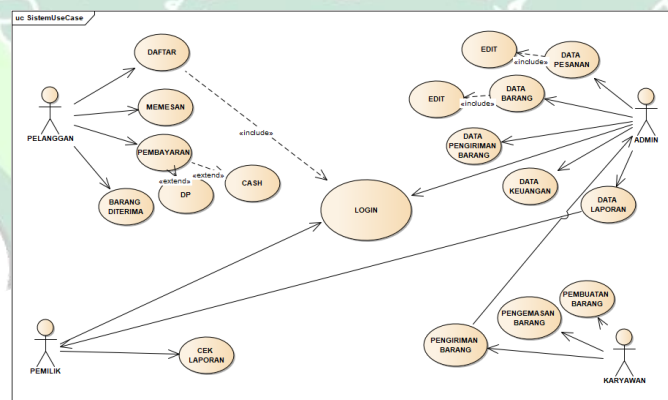 uc SistemUseCase
DAFTAR
EDIT
«include»
DATA
PESANAN
EDIT
«include»
DATA
BARANG
PELANGGAN
MEMESAN
ADMIN
«include»
PEMBAYARAN
DATA
PENGIRIMAN
BARANG
«extend»
«extend»
CASH
DP
DATA
KEUANGAN
BARANG
DITERIMA
LOGIN
DATA
LAPORAN
PEMBUATAN
BARANG
PENGEMASAN
BARANG
PENGIRIMAN
BARANG
CEK
LAPORAN
PEMILIK
KARYAWAN